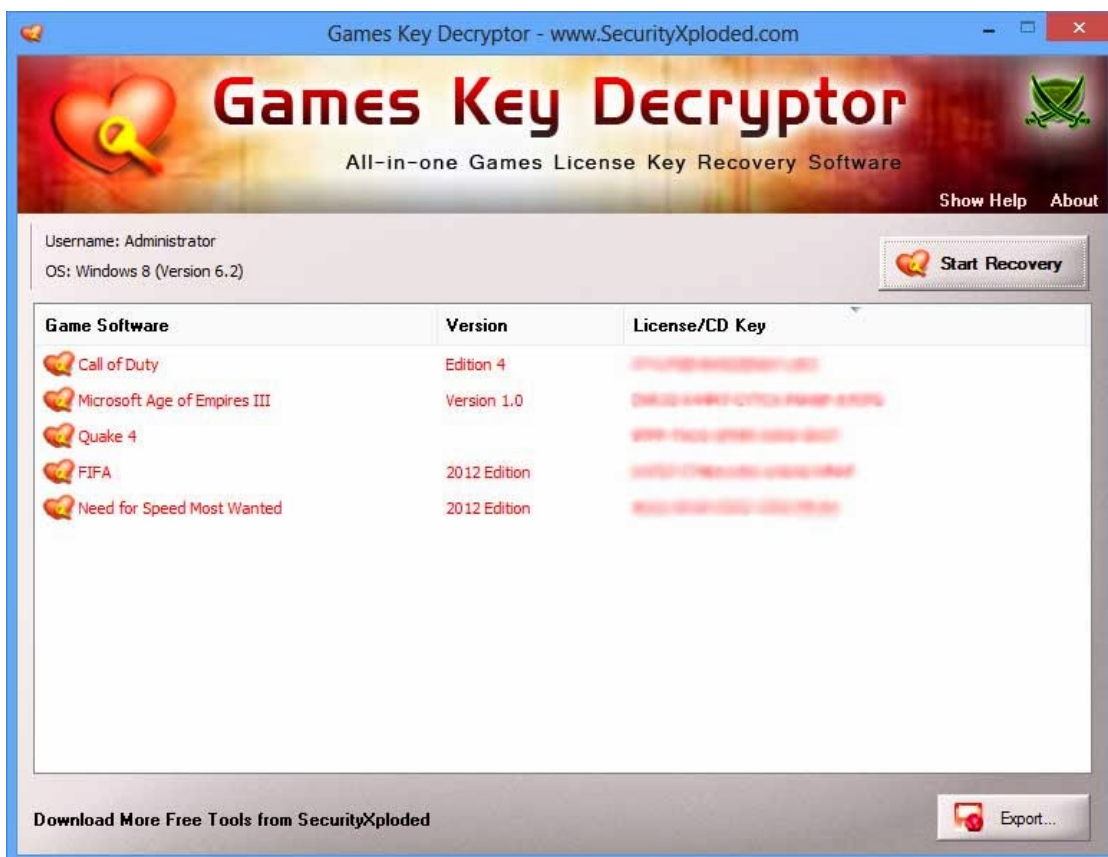 Games Key Decryptor - www.SecurityXploded.com
Games Key Decryptor
All-in-one Games License Key Recovery Software
Show Help About
Username: Administrator
OS: Windows 8 (Version 6.2)
Start Recovery
Game Software Version License/CD Key
Call of Duty Edition 4
Microsoft Age of Empires III Version 1.0
Quake 4
FIFA 2012 Edition
Need for Speed Most Wanted 2012 Edition
Download More Free Tools from SecurityXploded
Export...